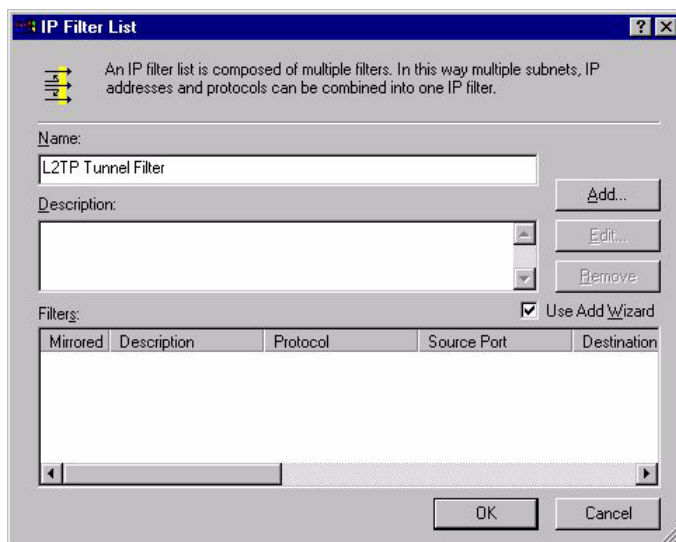 IP Filter List
An IP filter list is composed of multiple filters. In this way multiple subnets, IP
addresses and protocols can be combined into one IP filter.
Name:
L2TP Tunnel Filter
Add...
Description:
Edit...
Remove
Filters:
Use Add Wizard
Mirrored Description Protocol Source Port Destination
OK Cancel